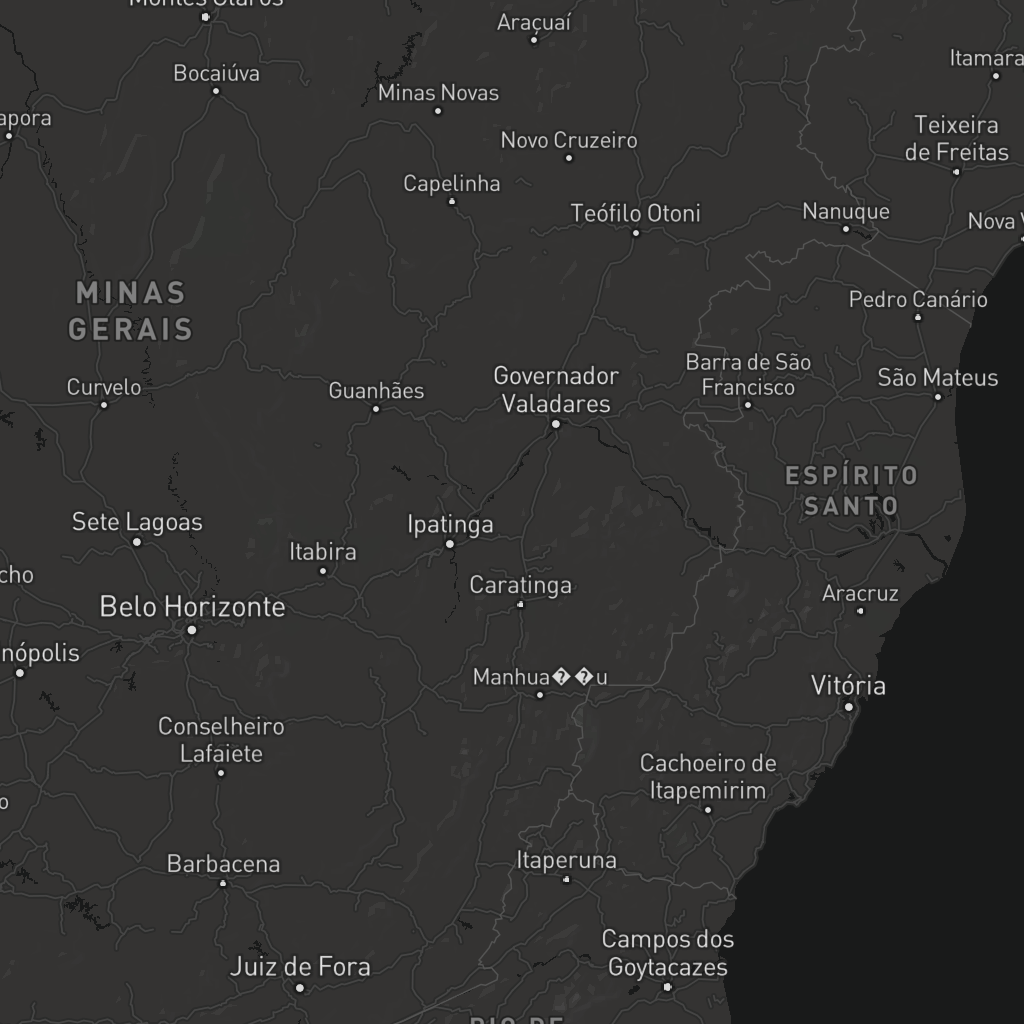 Montes Claros
Araçuaí
Itamara
Bocaiúva
Minas Novas
apora
Teixeira
de Freitas
Novo Cruzeiro
Capelinha
Teófilo Otoni
Nanuque
Nova V
MINAS
GERAIS
Pedro Canário
Curvelo
Guanhães
Governador
Valadares
Barra de São
Francisco
São Mateus
ESPÍRITO
SANTO
Sete Lagoas
Ipatinga
Itabira
cho
Caratinga
Aracruz
Belo Horizonte
nópolis
Manhua��u
Vitória
Conselheiro
Lafaiete
Cachoeiro de
Itapemirim
o
Barbacena
Itaperuna
Campos dos
Goytacazes
Juiz de Fora
RIO DE